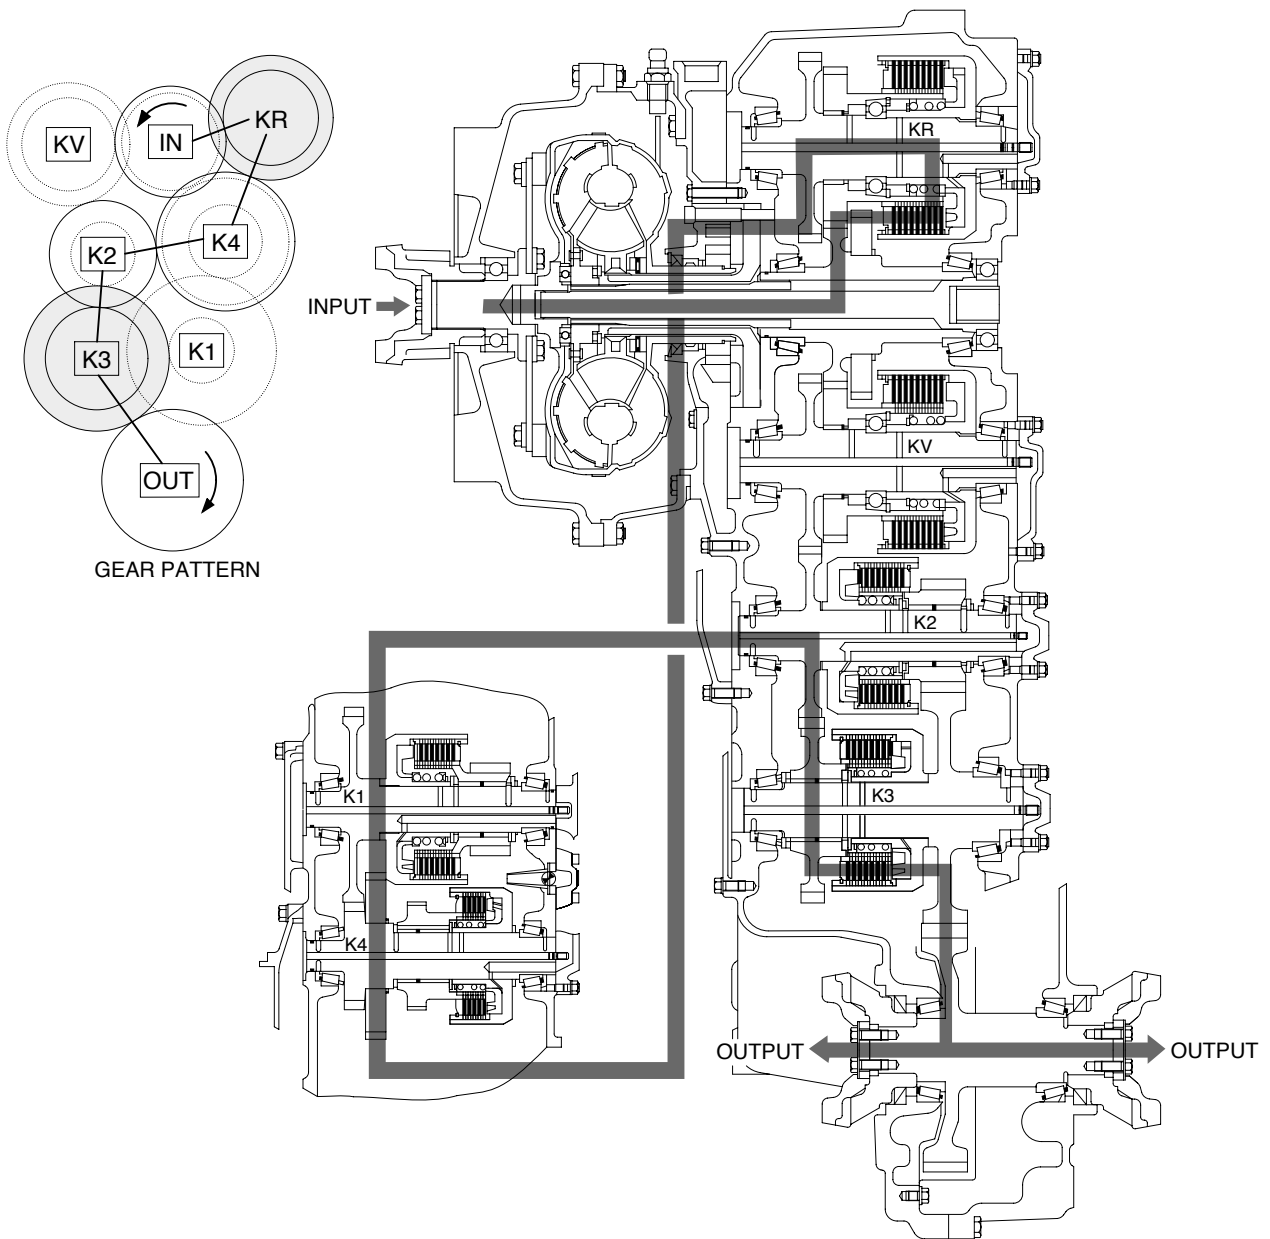 KV
IN
KR
K2
K4
K3
K1
OUT
GEAR PATTERN
KR
INPUT
KV
K2
K1
K3
K4
OUTPUT
OUTPUT